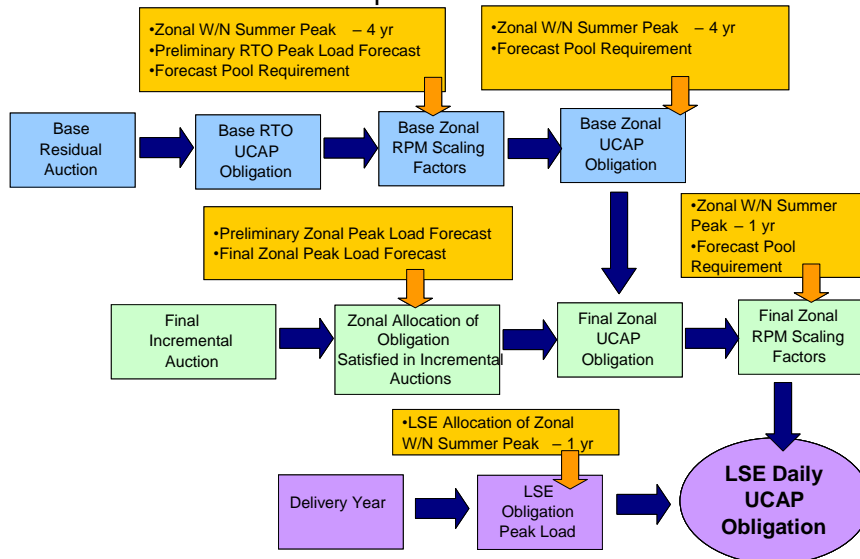 •Zonal W/N Summer Peak – 4 yr
•Preliminary RTO Peak Load Forecast
•Forecast Pool Requirement
•Zonal W/N Summer Peak – 4 yr
•Forecast Pool Requirement
Base
Residual
Auction
Base RTO
UCAP
Obligation
Base Zonal
RPM Scaling
Factors
Base Zonal
UCAP
Obligation
•Preliminary Zonal Peak Load Forecast
•Final Zonal Peak Load Forecast
•Zonal W/N Summer
Peak – 1 yr
•Forecast Pool
Requirement
Final
Incremental
Auction
Zonal Allocation of
Obligation
Satisfied in Incremental
Auctions
Final Zonal
UCAP
Obligation
Final Zonal
RPM Scaling
Factors
•LSE Allocation of Zonal
W/N Summer Peak – 1 yr
Delivery Year
LSE
Obligation
Peak Load
LSE Daily
UCAP
Obligation